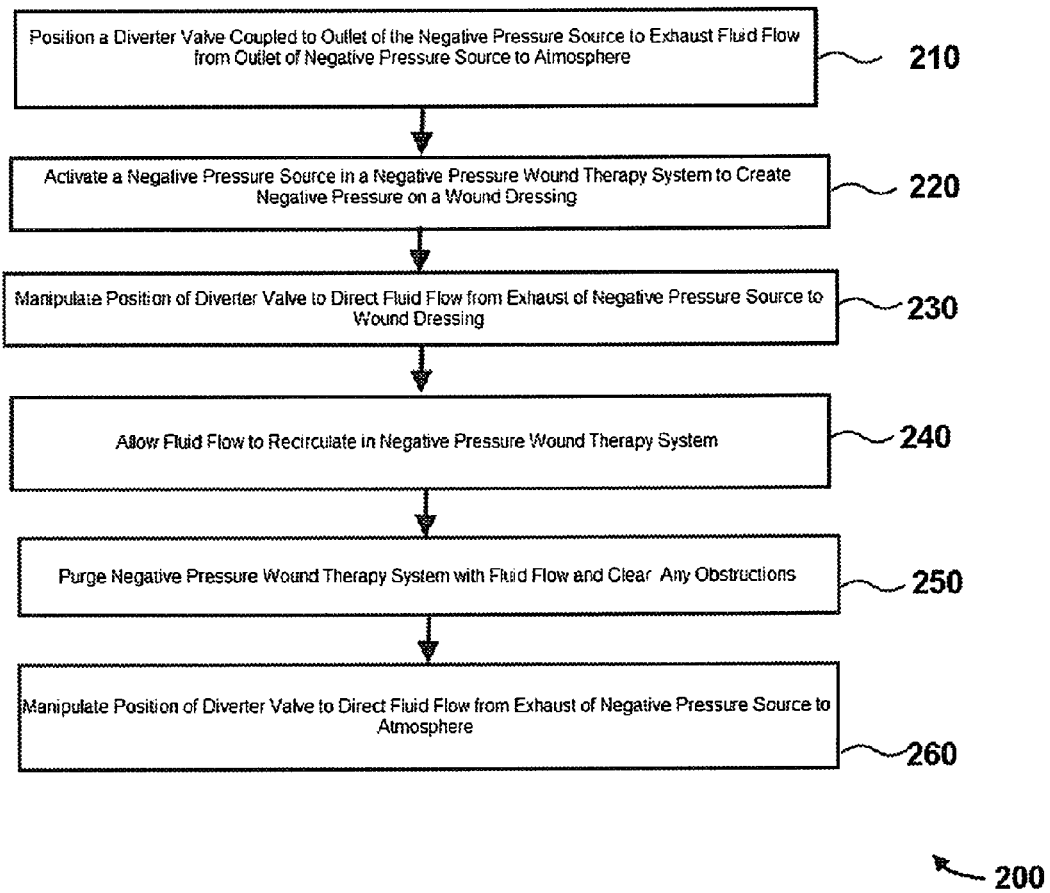 Position a Diverter Valve Coupled to Outlet of the Negative Pressure Source to Exhaust Fluid Flow
from Outlet of Negative Pressure Source to Atmosphere
210
Activate a Negative Pressure Source in a Negative Pressure Wound Therapy System to Create
Negative Pressure on a Wound Dressing
220
Manipulate Position of Diverter Valve to Direct Fluid Flow from Exhaust of Negative Pressure Source to
Wound Dressing
230
Allow Fluid Flow to Recirculate in Negative Pressure Wound Therapy System
240
Purge Negative Pressure Wound Therapy System with Fluid Flow and Clear Any Obstructions
250
Manipulate Position of Diverter Valve to Direct Fluid Flow from Exhaust of Negative Pressure Source to
Atmosphere
260
200